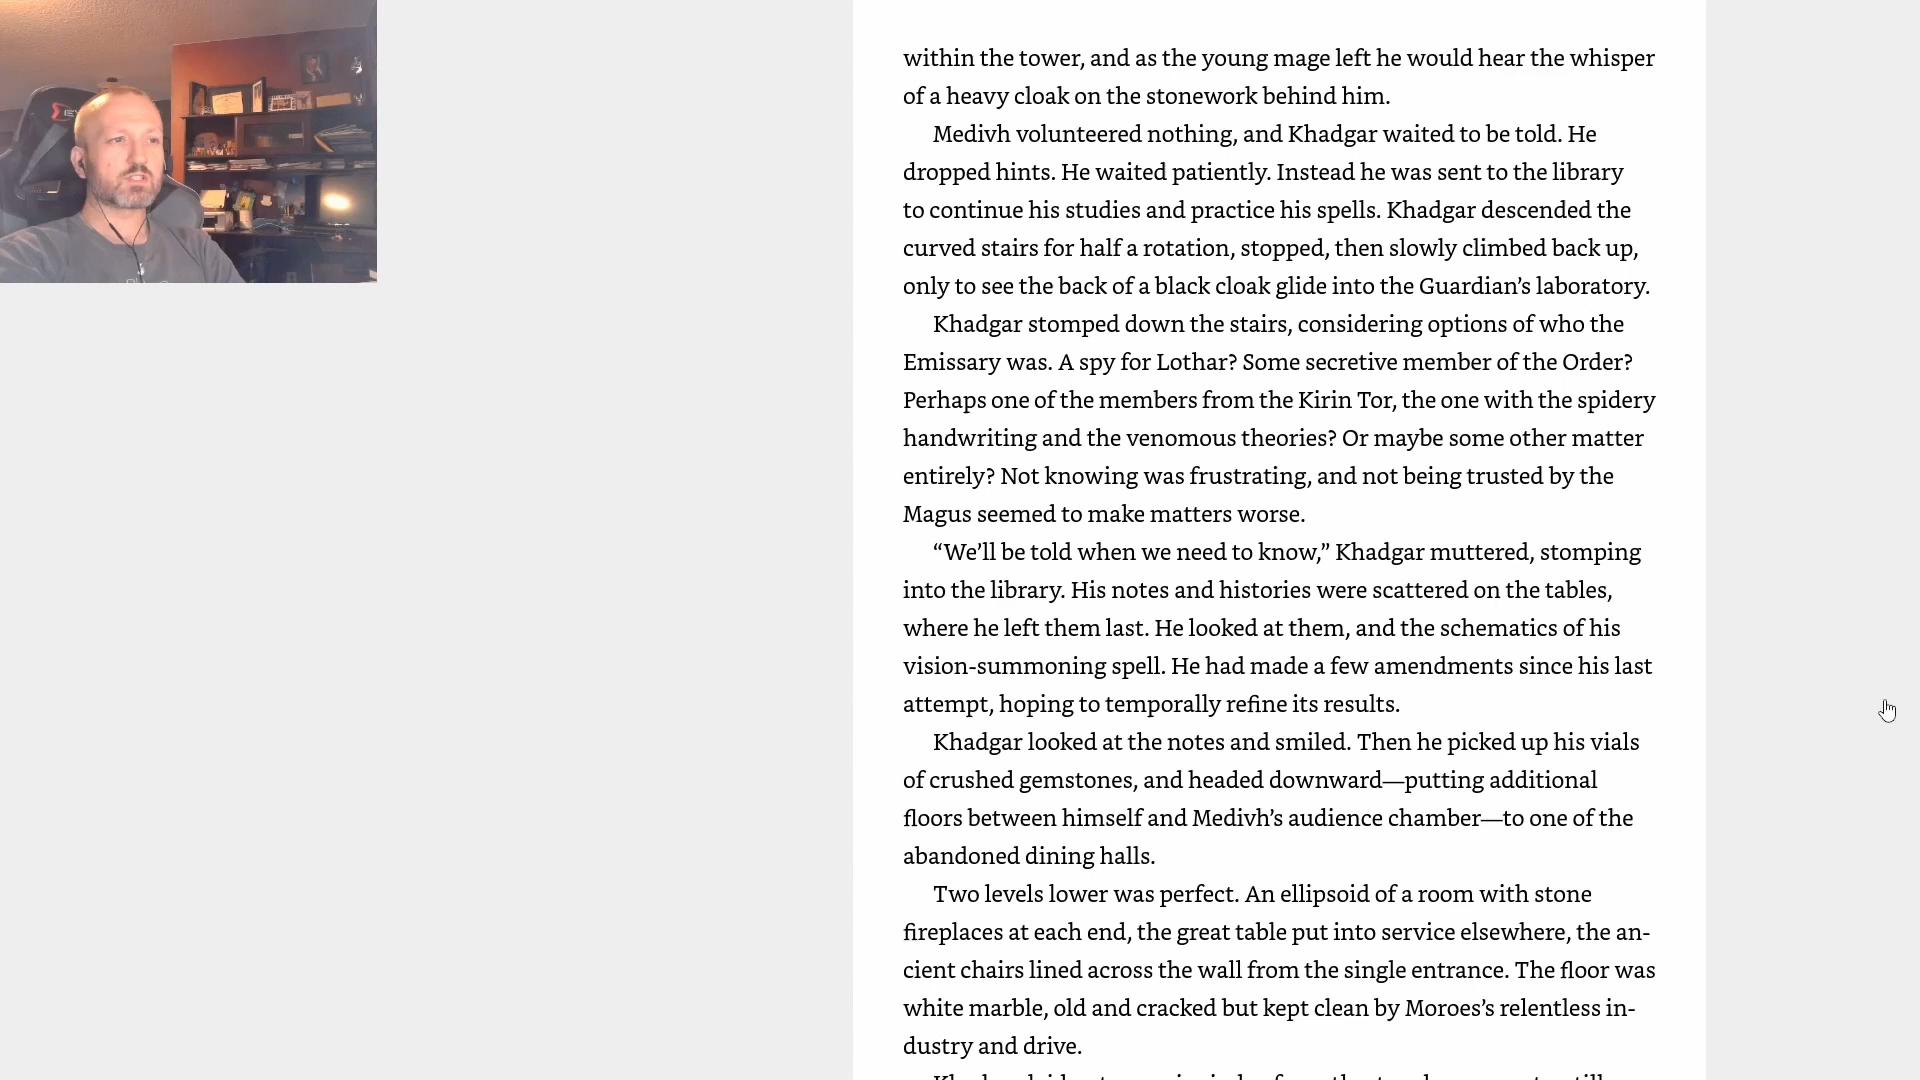 within the tower, and as the young mage left he would hear the whisper
of a heavy cloak on the stonework behind him.
Medivh volunteered nothing, and Khadgar waited to be told. He
dropped hints. He waited patiently. Instead he was sent to the library
to continue his studies and practice his spells. Khadgar descended the
curved stairs for half a rotation, stopped, then slowly climbed back up,
only to see the back of a black cloak glide into the Guardian’s laboratory.
Khadgar stomped down the stairs, considering options of who the
Emissary was. A spy for Lothar? Some secretive member of the Order?
Perhaps one of the members from the Kirin Tor, the one with the spidery
handwriting and the venomous theories? Or maybe some other matter
entirely? Not knowing was frustrating, and not being trusted by the
Magus seemed to make matters worse.
“We’ll be told when we need to know,” Khadgar muttered, stomping
into the library. His notes and histories were scattered on the tables,
where he left them last. He looked at them, and the schematics of his
vision-summoning spell. He had made a few amendments since his last
attempt, hoping to temporally refine its results.
Khadgar looked at the notes and smiled. Then he picked up his vials
of crushed gemstones, and headed downward—putting additional
floors between himself and Medivh’s audience chamber—to one of the
abandoned dining halls.
Two levels lower was perfect. An ellipsoid of a room with stone
fireplaces at each end, the great table put into service elsewhere, the an-
cient chairs lined across the wall from the single entrance. The floor was
white marble, old and cracked but kept clean by Moroes’s relentless in-
dustry and drive.